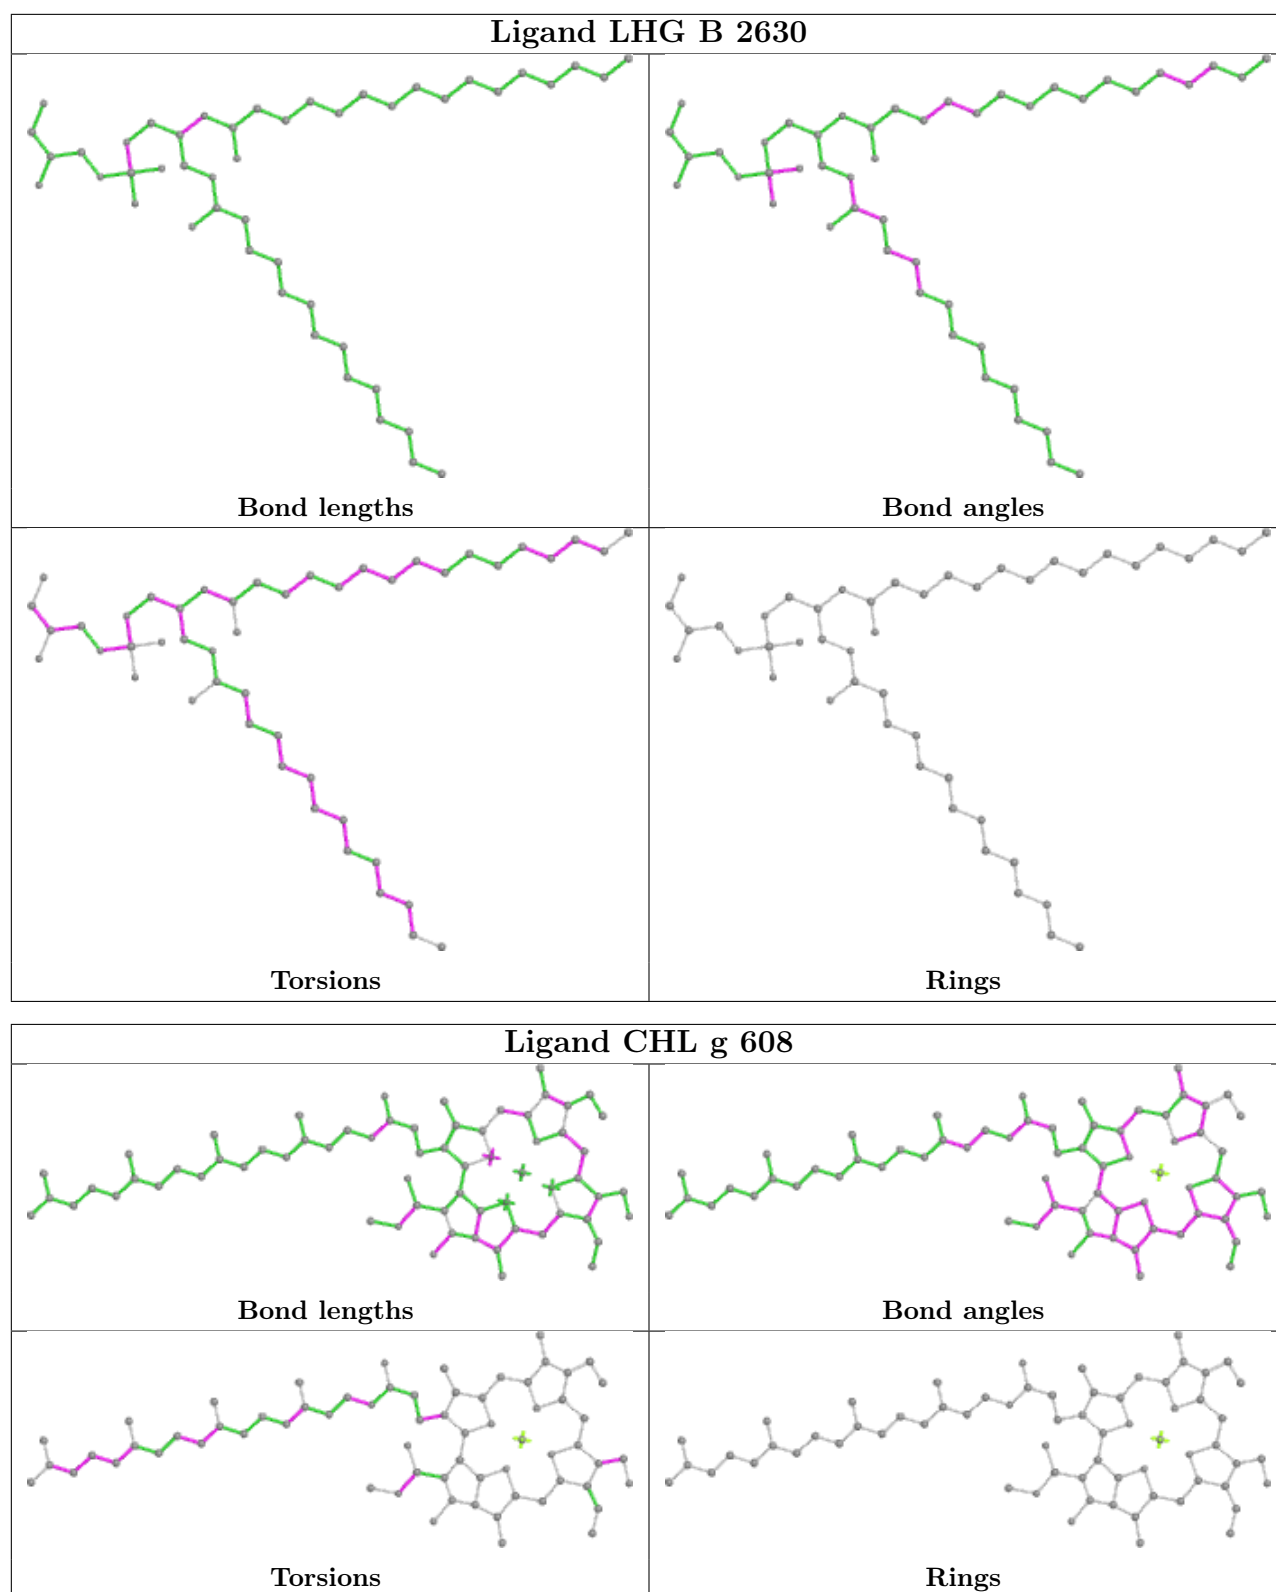 Ligand LHG B 2630
Bond lengths
Bond angles
Torsions
Rings
Ligand CHL g 608
Bond lengths
Bond angles
Torsions
Rings